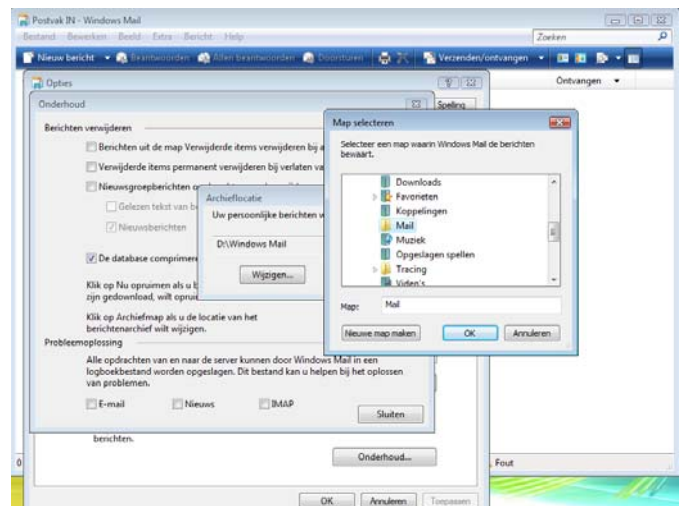 Postvak IN - Windows Mail
Bestand Bewerken Beeld Extra Bericht Help
Zoeken
Nieuw bericht Beantwoorden Allen beantwoorden Doorsturen Verzenden/ontvangen
Opties
Ontvangen
Onderhoud
Speling
Berichten verwijderen
Berichten uit de map Verwijderde items verwijderen bij a
Verwijderde items permanent verwijderen bij verlaten va
Nieuwsgroepberichten
Gelezen tekst van b
Nieuwsberichten
De database comprimere
Klik op Nu opruimen als u b
zijn gedownload, wilt oprui
Klik op Archiefmap als u de locatie van het
berichtenarchief wilt wijzigen.
Probleemoplossing
Alle opdrachten van en naar de server kunnen door Windows Mail in een
logboekbestand worden opgeslagen. Dit bestand kan u helpen bij het oplossen
van problemen.
E-mail Nieuws IMAP
Sluiten
berichten.
Onderhoud...
OK Annuleren Toepassen
Archieflocatie
Uw persoonlijke berichten w
D:\Windows Mail
Wijzigen...
Map selecteren
Selecteer een map waarin Windows Mail de berichten
bewaart.
Downloads
Favorieten
Koppelingen
Mail
Muziek
Opgeslagen spellen
Tracing
Video's
Map: Mail
Nieuwe map maken OK Annuleren
0
, Fout